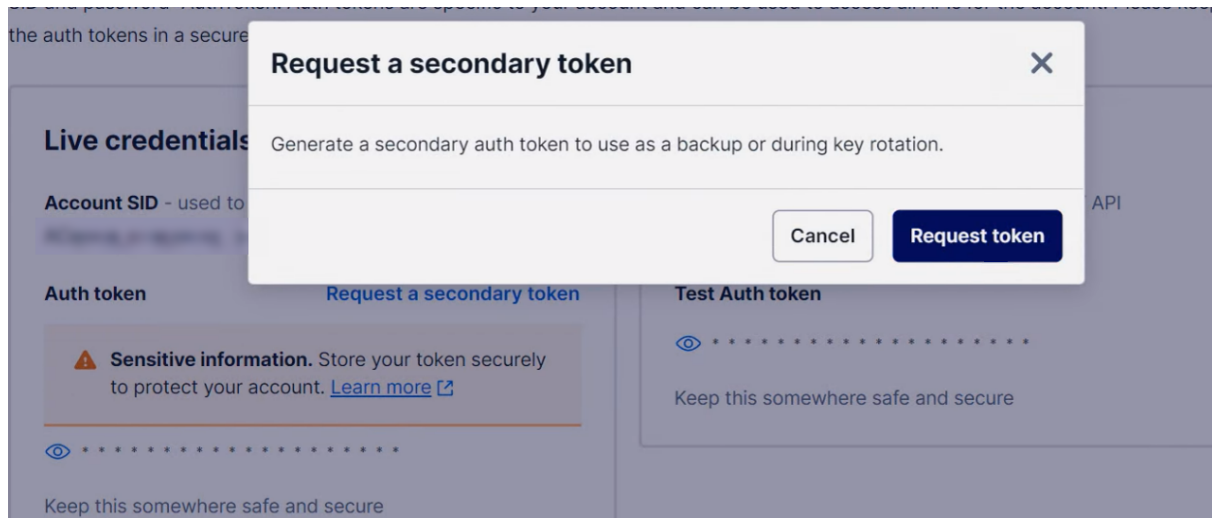 the auth tokens in a secure
Request a secondary token
Generate a secondary auth token to use as a backup or during key rotation.
Cancel
Request token
Live credentials
Account SID - used to
API
Auth token
Request a secondary token
Sensitive information. Store your token securely
to protect your account. Learn more
* * * * * * * * * * * * * * * * * * * *
Keep this somewhere safe and secure
Test Auth token
* * * * * * * * * * * * * * * * * * * *
Keep this somewhere safe and secure